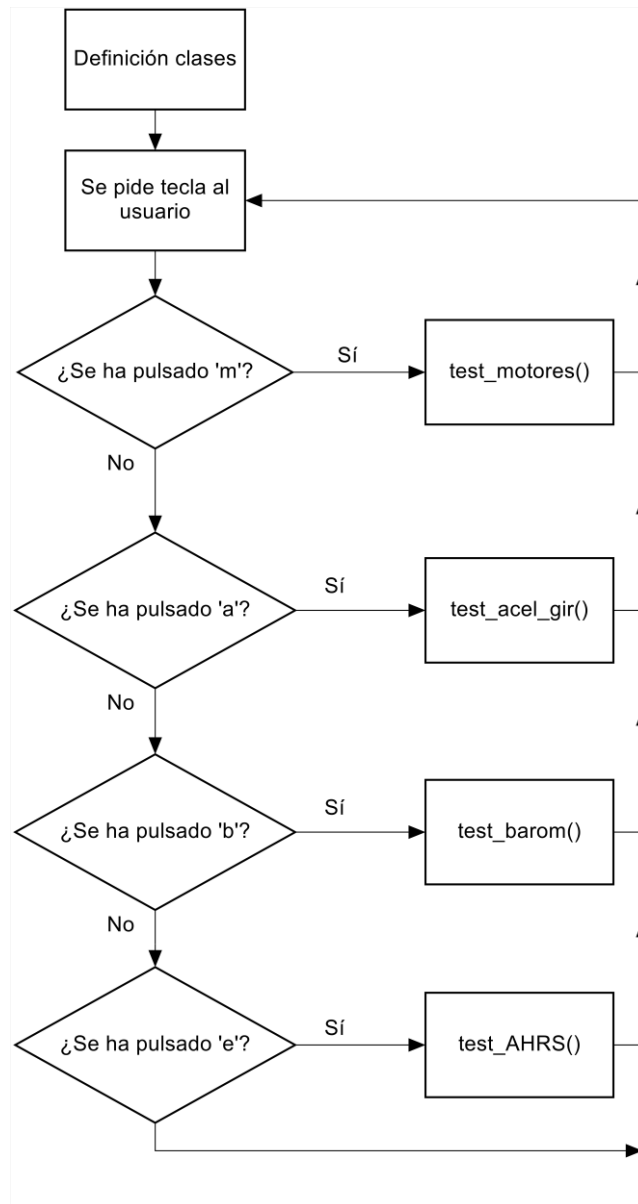 Definición clases
Se pide tecla al
usuario
¿Se ha pulsado 'm'?
Sí
test_motores()
No
¿Se ha pulsado 'a'?
Sí
test_acel_gir()
No
¿Se ha pulsado 'b'?
Sí
test_barom()
No
¿Se ha pulsado 'e'?
Sí
test_AHRS()